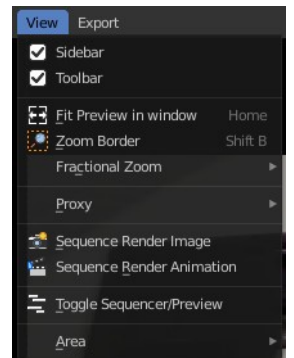 View Export
Sidebar
Toolbar
Fit Preview in window Home
Zoom Border Shift B
Fractional Zoom
Proxy
Sequence Render Image
Sequence Render Animation
Toggle Sequencer/Preview
Area